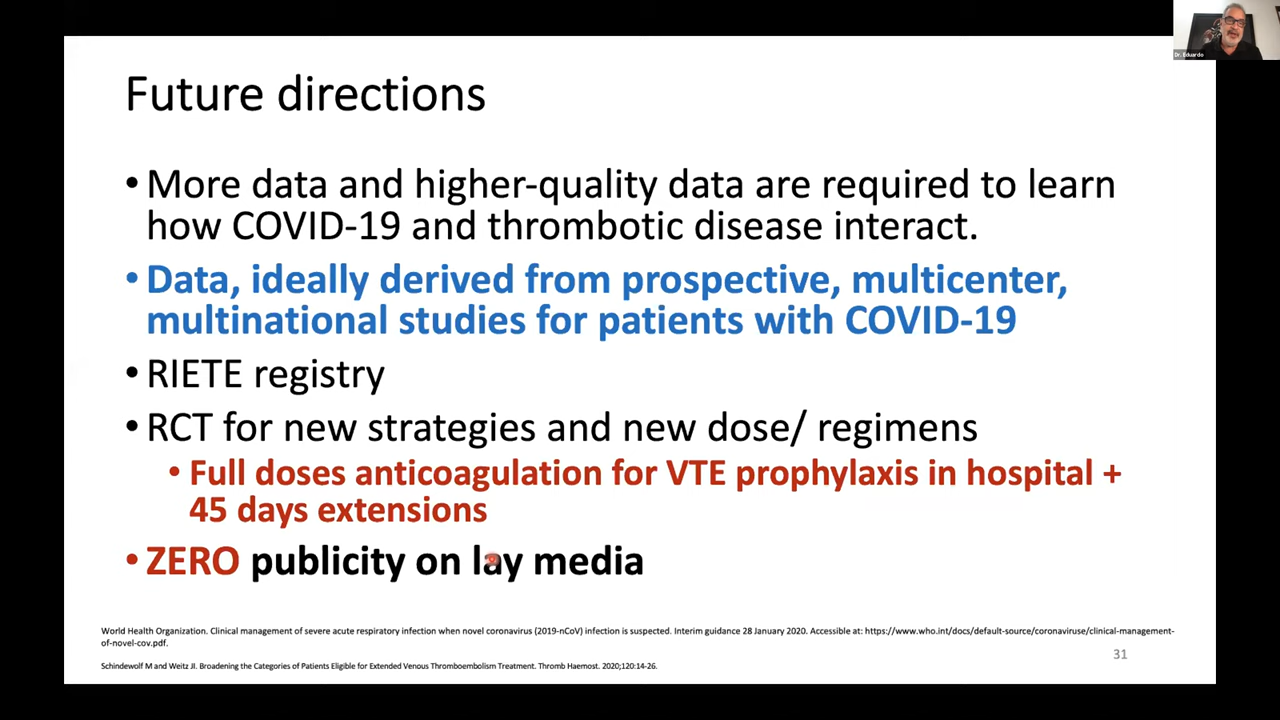 Dr. Eduardo
Future directions
• More data and higher-quality data are required to learn
how COVID-19 and thrombotic disease interact.
• Data, ideally derived from prospective, multicenter,
multinational studies for patients with COVID-19
• RIETE registry
• RCT for new strategies and new dose/ regimens
• Full doses anticoagulation for VTE prophylaxis in hospital +
45 days extensions
• ZERO publicity on lay media
World Health Organization. Clinical management of severe acute respiratory infection when novel coronavirus (2019-nCoV) infection is suspected. Interim guidance 28 January 2020. Accessible at: https://www.who.int/docs/default-source/coronaviruse/clinical-management-
of-novel-cov.pdf.
31
Schindewolf M and Weitz JI. Broadening the Categories of Patients Eligible for Extended Venous Thromboembolism Treatment. Thromb Haemost. 2020;120:14-26.